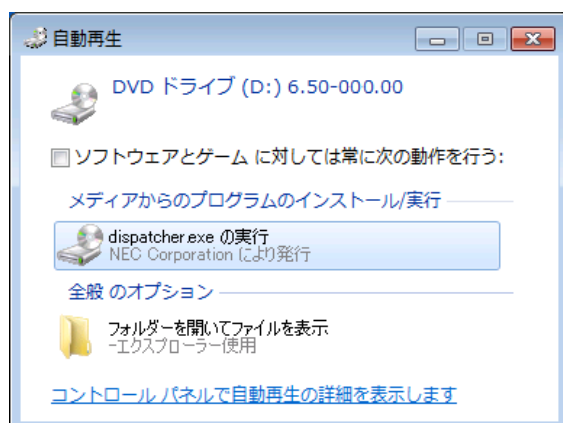 自動再生
DVD ドライブ (D:) 6.50-000.00
ソフトウェアとゲーム に対しては常に次の動作を行う:
メディアからのプログラムのインストール/実行
dispatcher.exe の実行
NEC Corporation により発行
全般 のオプション
フォルダーを開いてファイルを表示
-エクスプローラー使用
コントロール パネルで自動再生の詳細を表示します